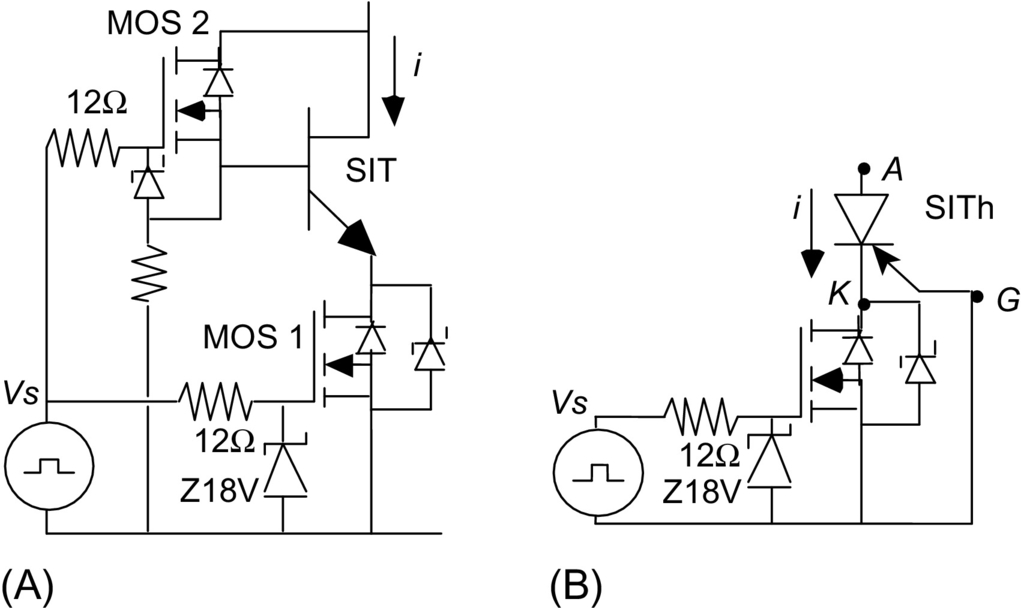 MOS 2
i
12Ω
SIT
MOS 1
Vs
12Ω
Z18V
(A)
A
i
SITh
K
G
Vs
12Ω
Z18V
(B)